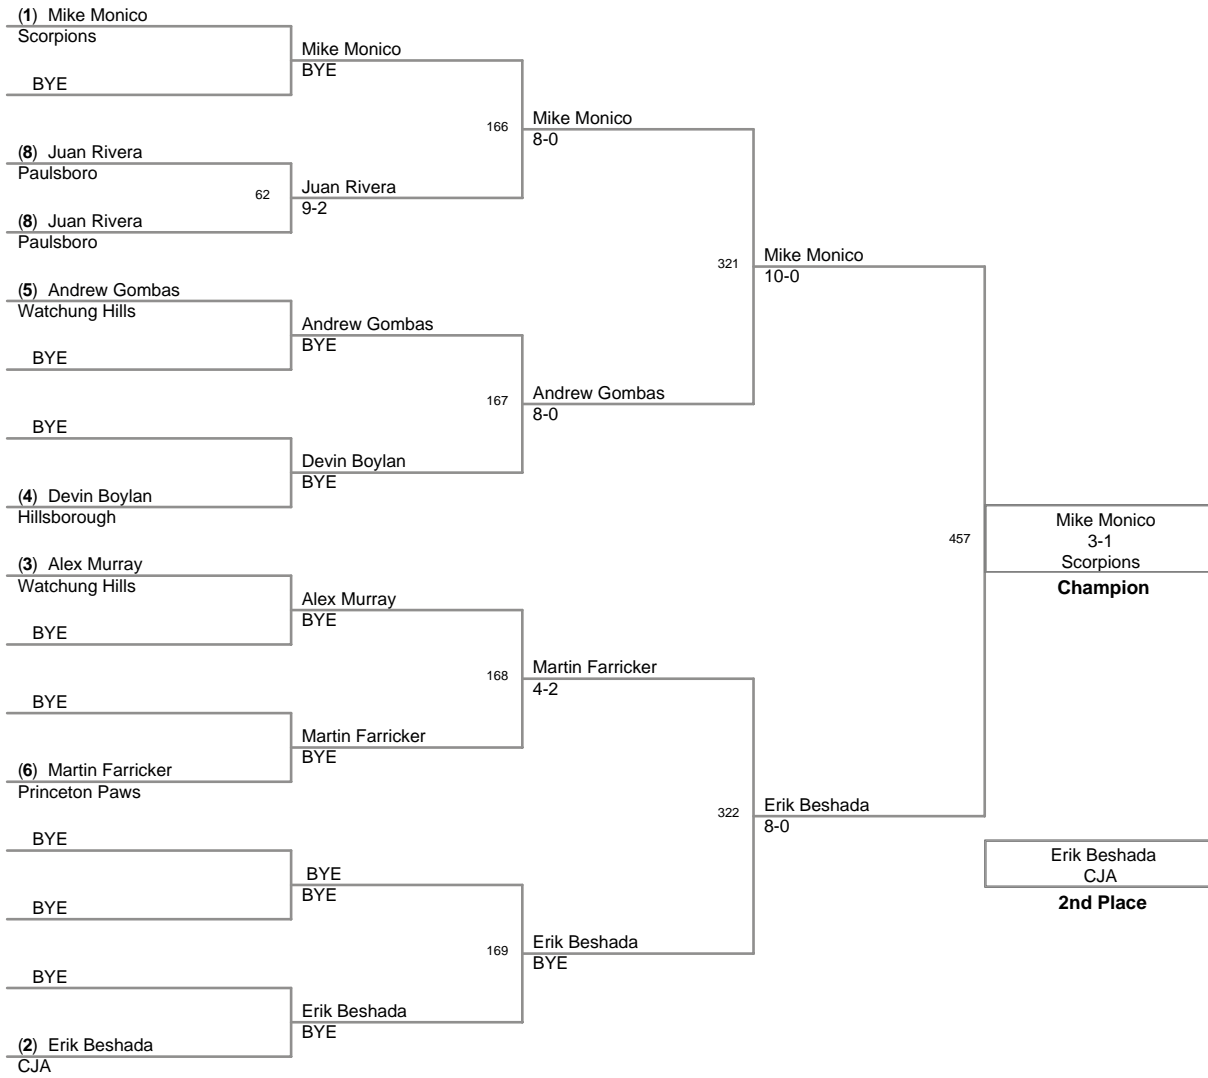 (1) Mike Monico
Scorpions
BYE
(8) Juan Rivera
Paulsboro
(8) Juan Rivera
Paulsboro
(5) Andrew Gombas
Watchung Hills
BYE
BYE
(4) Devin Boylan
Hillsborough
(3) Alex Murray
Watchung Hills
BYE
BYE
(6) Martin Farricker
Princeton Paws
BYE
BYE
BYE
(2) Erik Beshada
CJA
Mike Monico
BYE
62
Juan Rivera
9-2
Andrew Gombas
BYE
Devin Boylan
BYE
Alex Murray
BYE
Martin Farricker
BYE
BYE
BYE
Erik Beshada
BYE
166
Mike Monico
8-0
167
Andrew Gombas
8-0
168
Martin Farricker
4-2
169
Erik Beshada
BYE
321
Mike Monico
10-0
322
Erik Beshada
8-0
457
Mike Monico
3-1
Scorpions
Champion
Erik Beshada
CJA
2nd Place